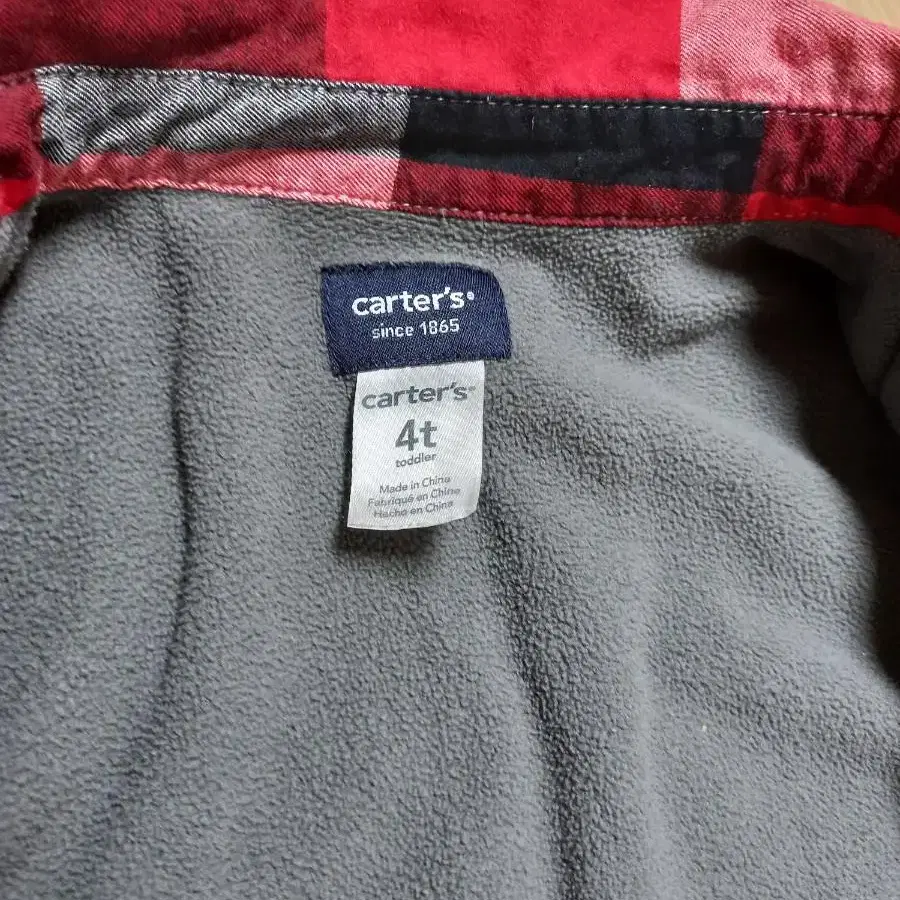 carter's®
since 1865
carter's
4t
toddler
Made in China
Fabriqué en Chine
Hecho en China